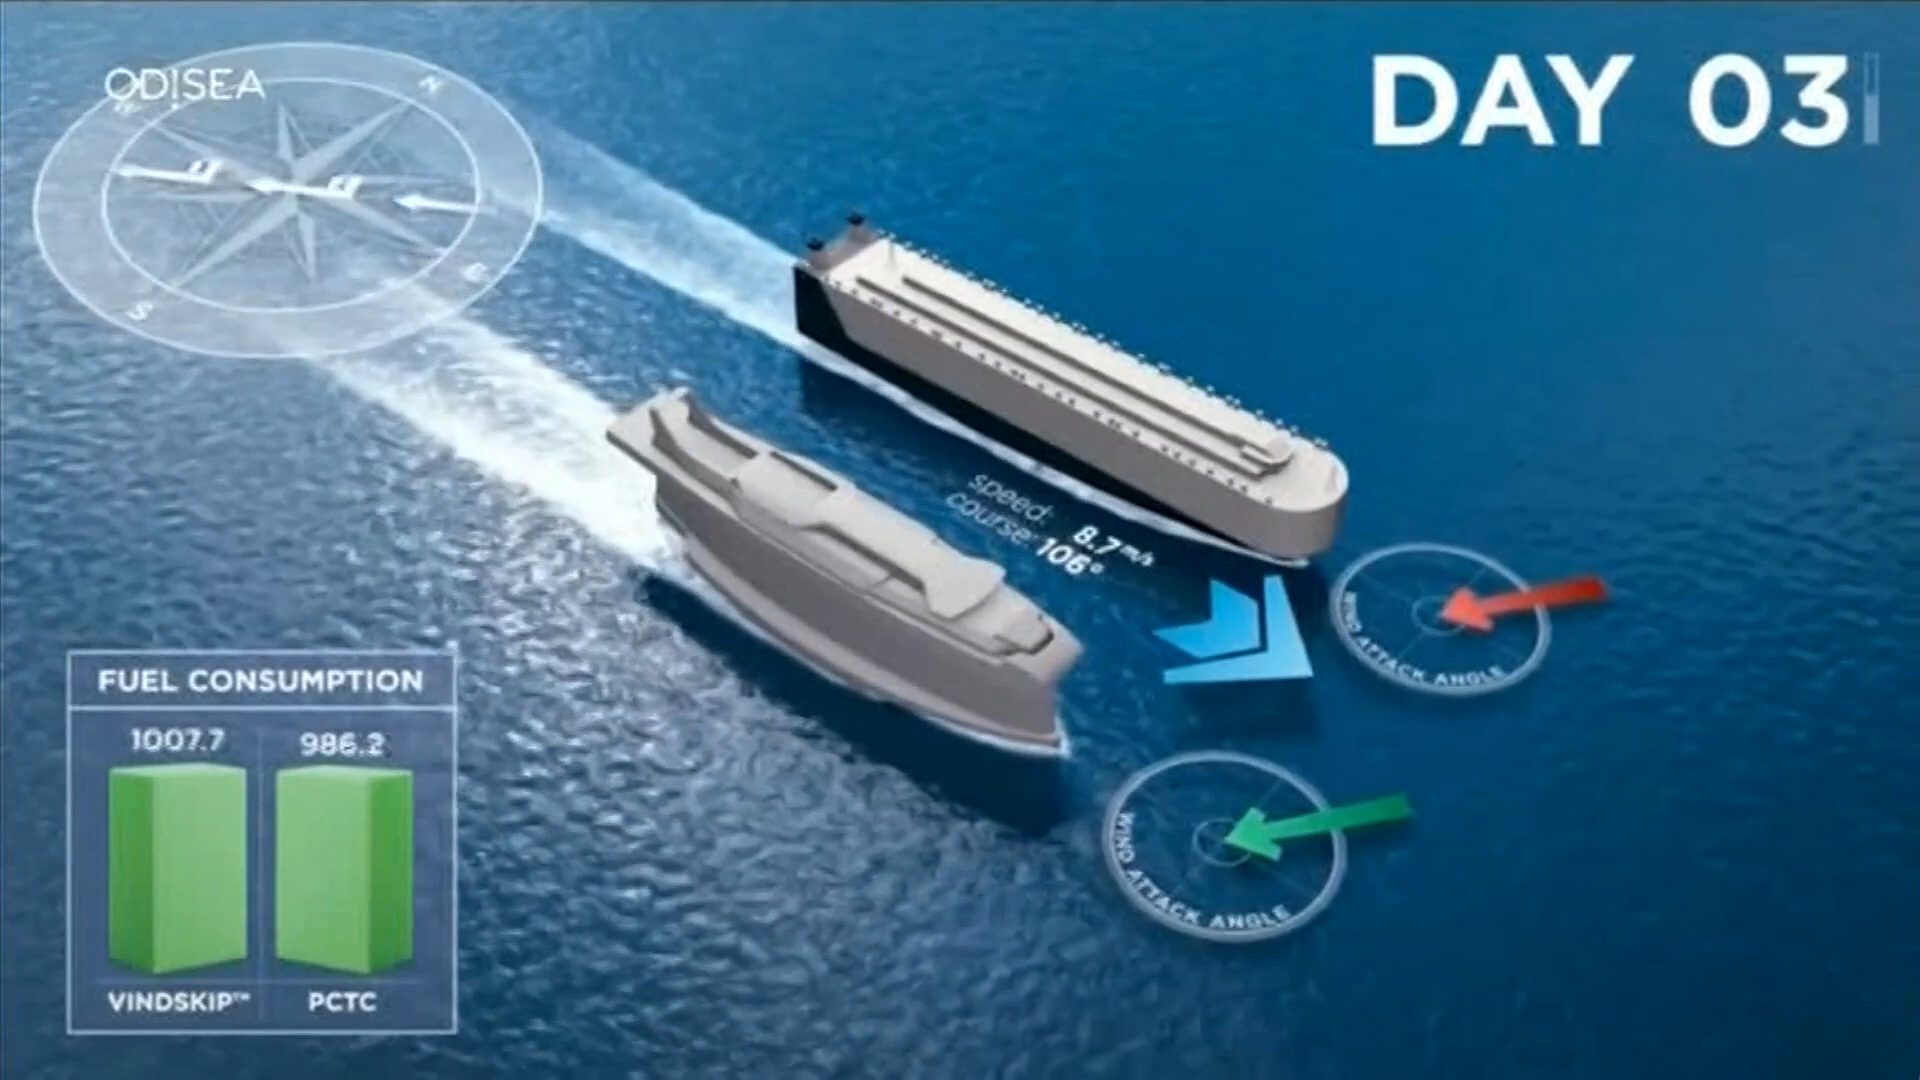 ODISEA
DAY 03
N
E
S
speed: 8.7 m/s
course: 106°
WIND ATTACK ANGLE
WIND ATTACK ANGLE
FUEL CONSUMPTION
1007.7 986.2
VINDSKIP™ PCTC